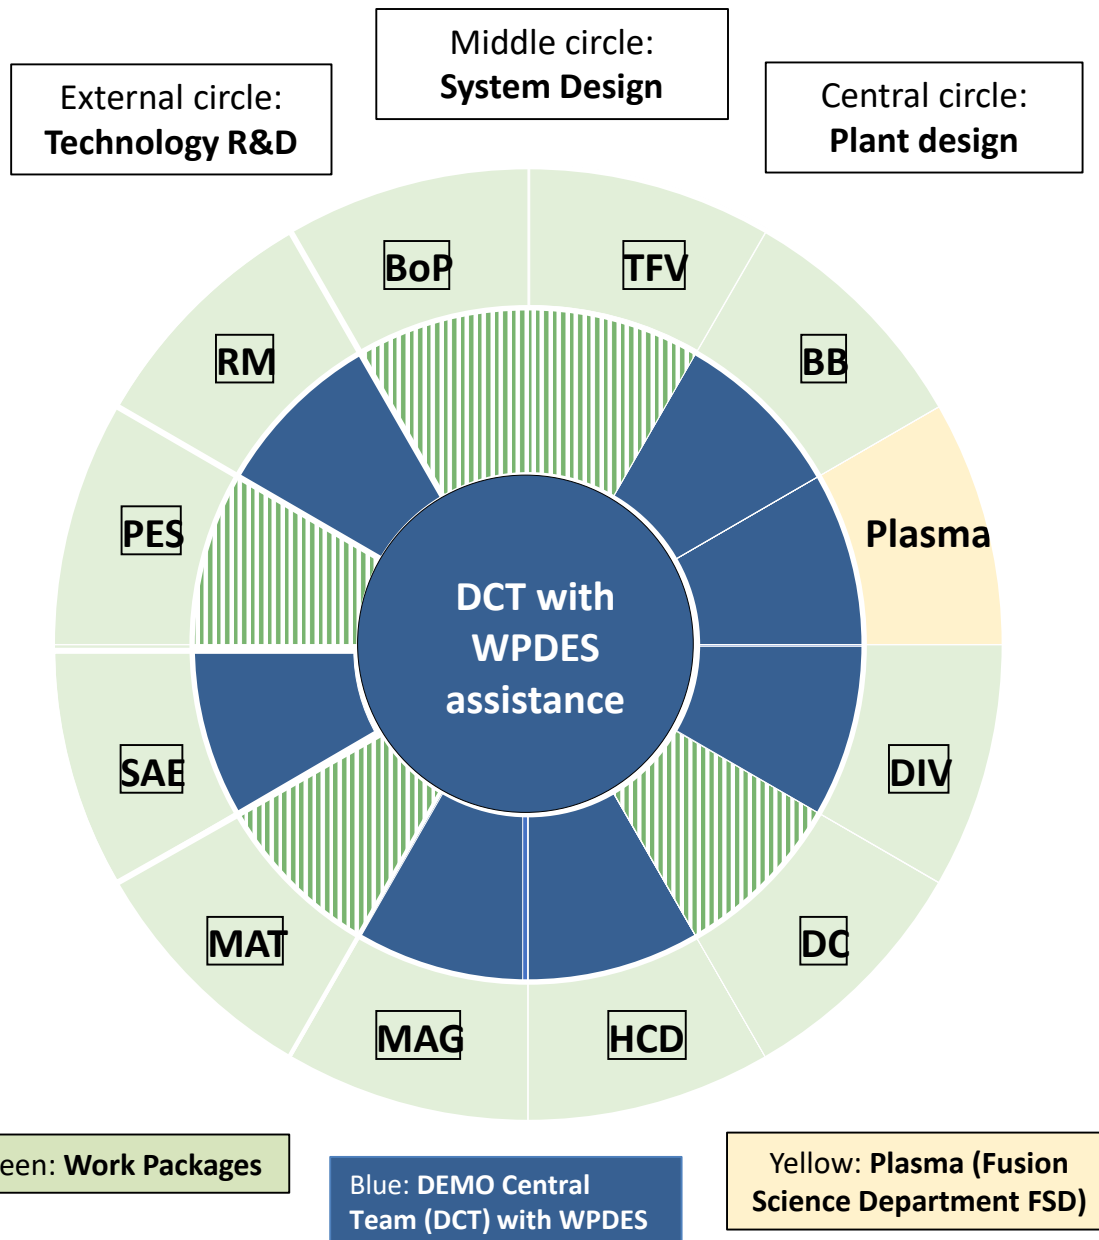 Middle circle:
System Design
External circle:
Technology R&D
Central circle:
Plant design
BoP
TFV
RM
BB
PES
Plasma
DCT with
WPDES
assistance
SAE
DIV
MAT
DC
MAG
HCD
een: Work Packages
Blue: DEMO Central
Team (DCT) with WPDES
Yellow: Plasma (Fusion
Science Department FSD)